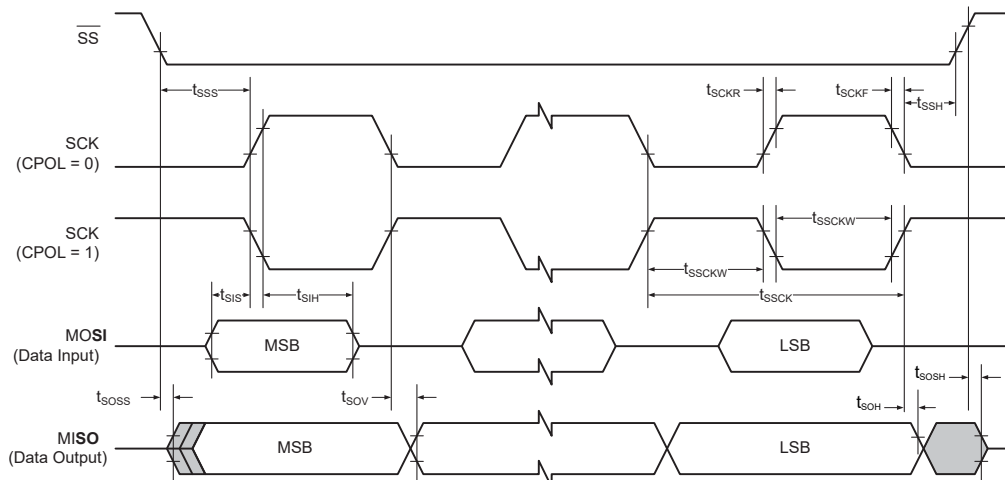 SS
tSSS
tSCKR
tSCKF
tSSH
SCK
(CPOL = 0)
SCK
(CPOL = 1)
tSSCKW
tSSCKW
tSSCK
tSIS
tSIH
MOSI
(Data Input)
MSB
LSB
tSOSS
tSOV
tSOH
tSOSH
MISO
(Data Output)
MSB
LSB